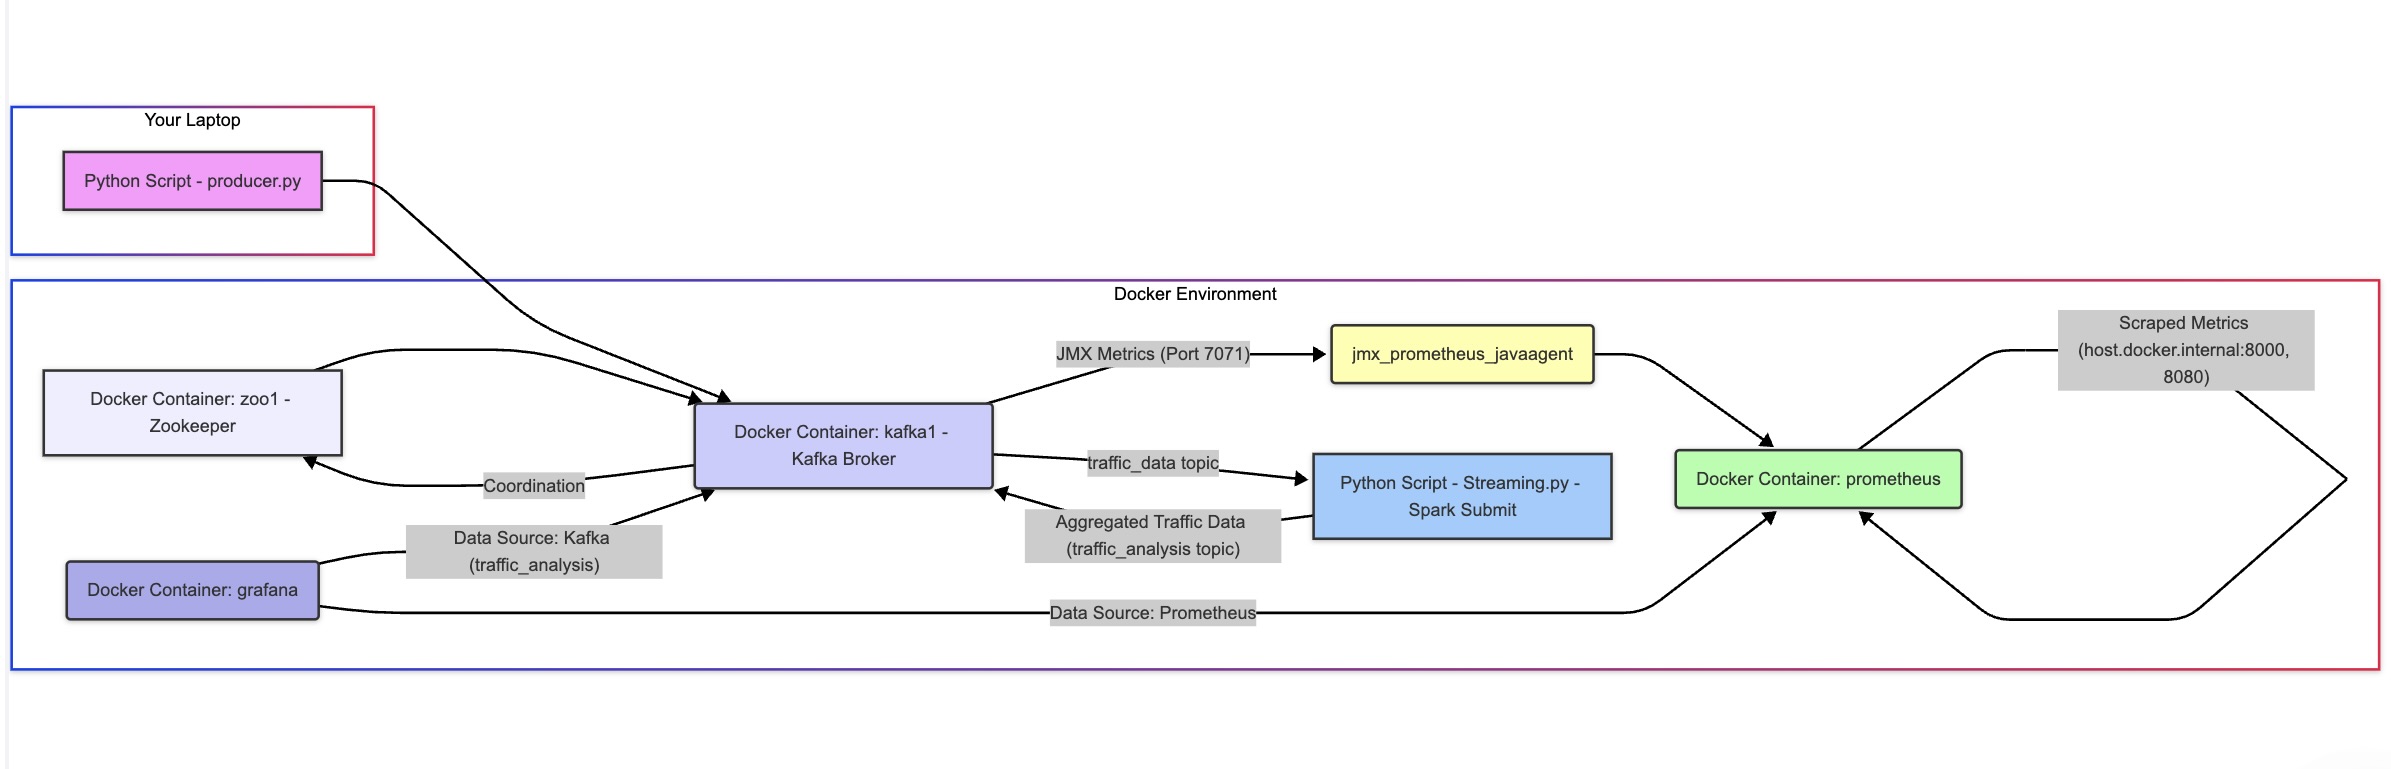 Your Laptop
Python Script - producer.py
Docker Environment
Docker Container: zoo1 -
Zookeeper
Coordination
Data Source: Kafka
(traffic_analysis)
Docker Container: grafana
Docker Container: kafka1 -
Kafka Broker
JMX Metrics (Port 7071)
traffic_data topic
Aggregated Traffic Data
(traffic_analysis topic)
Data Source: Prometheus
jmx_prometheus_javaagent
Python Script - Streaming.py -
Spark Submit
Docker Container: prometheus
Scraped Metrics
(host.docker.internal:8000,
8080)